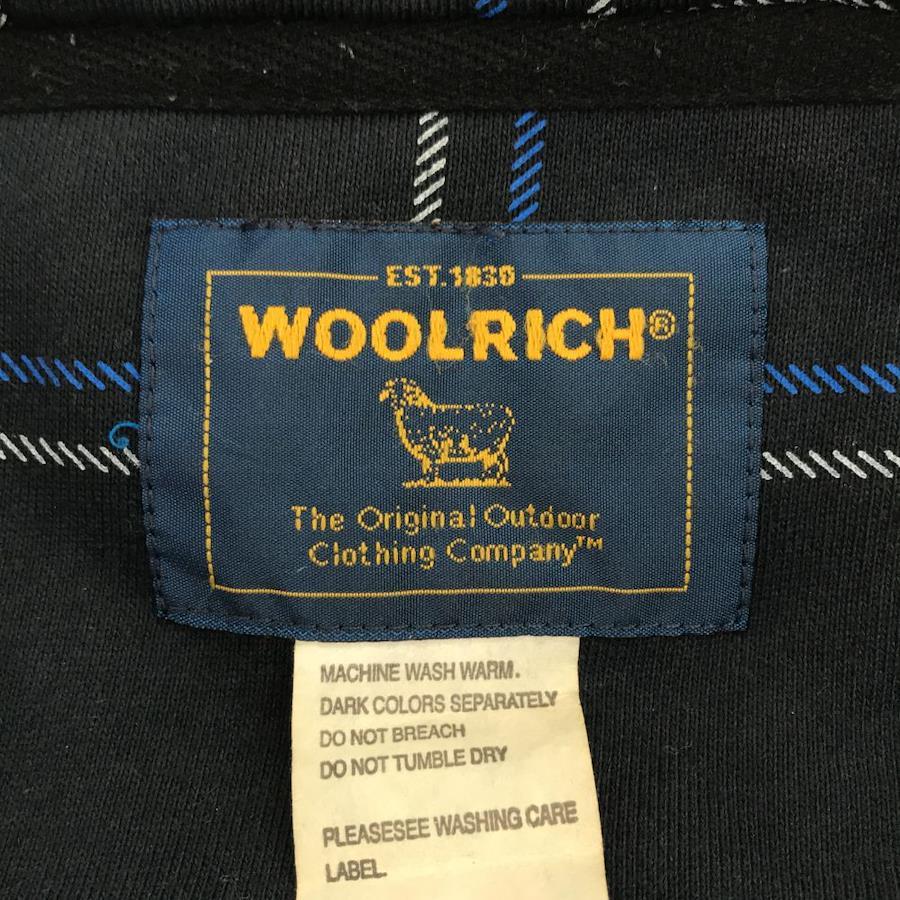 EST.1830
WOOLRICH®
The Original Outdoor
Clothing Company™
MACHINE WASH WARM.
DARK COLORS SEPARATELY
DO NOT BREACH
DO NOT TUMBLE DRY
PLEASESEE WASHING CARE
LABEL.